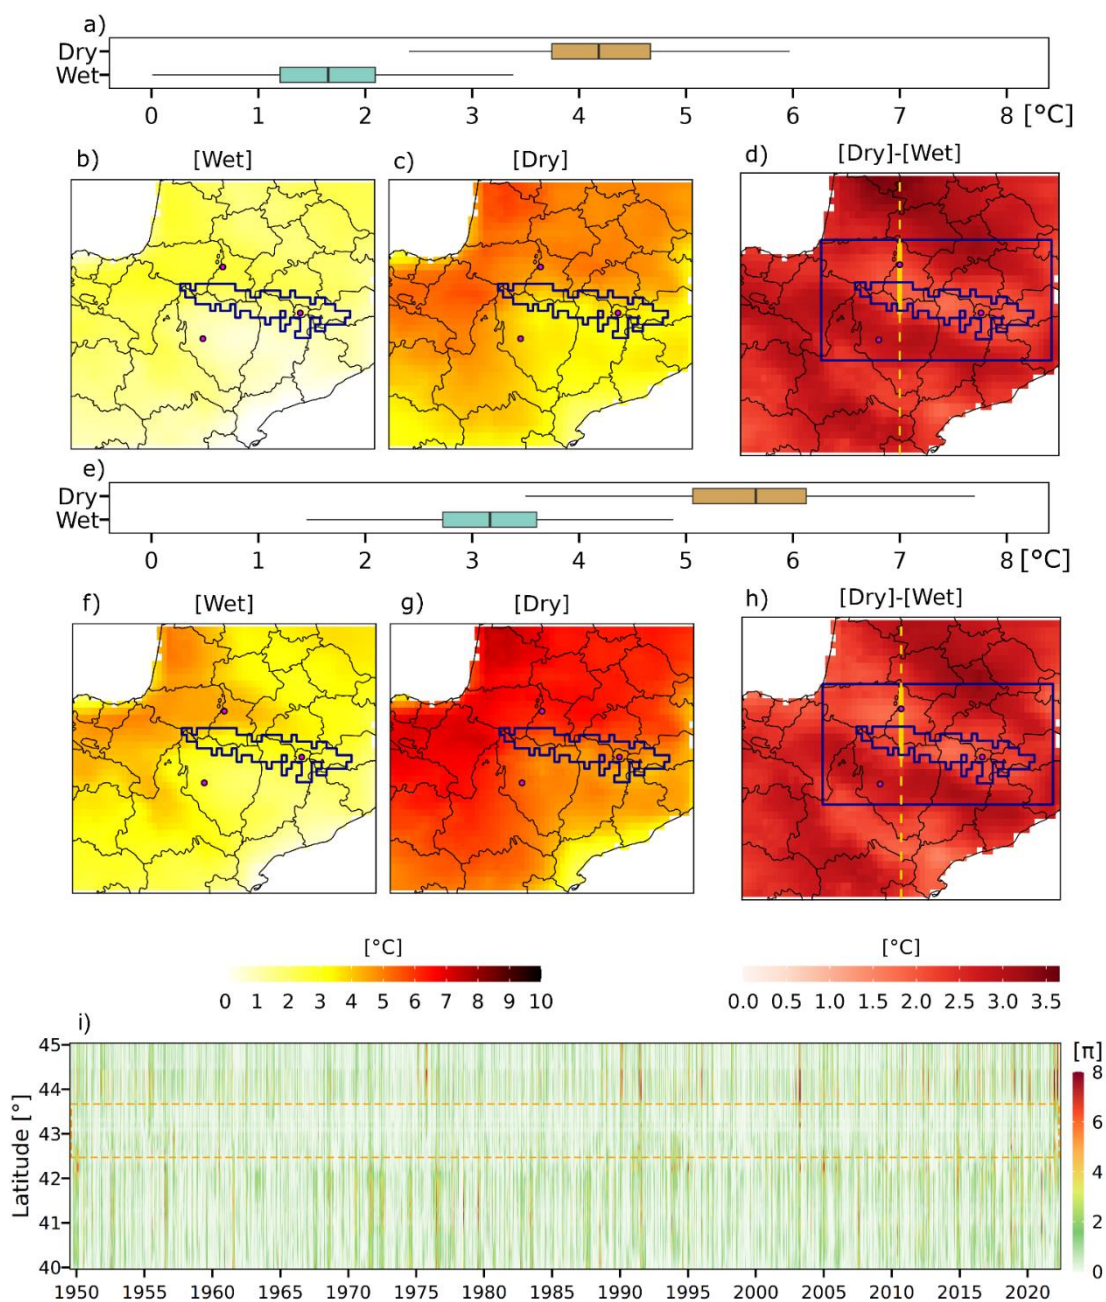 a)
Dry
Wet
0 1 2 3 4 5 6 7 8 [°C]
b) [Wet] c) [Dry] d) [Dry]-[Wet]
e)
Dry
Wet
0 1 2 3 4 5 6 7 8 [°C]
f) [Wet] g) [Dry] h) [Dry]-[Wet]
[°C] [°C]
0 1 2 3 4 5 6 7 8 9 10 0.0 0.5 1.0 1.5 2.0 2.5 3.0 3.5
i)
[π]
Latitude [°]
45
44
43
42
41
40
8
6
4
2
0
1950 1955 1960 1965 1970 1975 1980 1985 1990 1995 2000 2005 2010 2015 2020